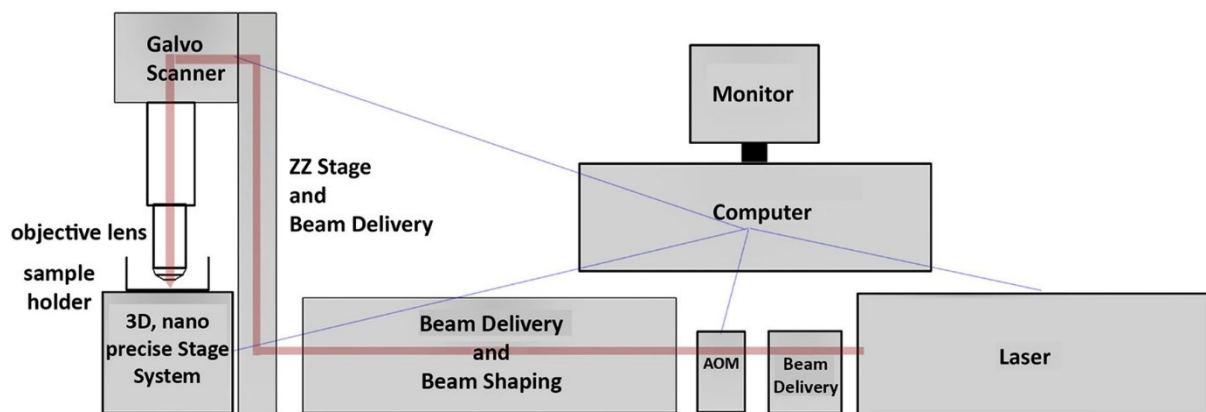 Galvo
Scanner
Monitor
ZZ Stage
and
Beam Delivery
Computer
objective lens
sample
holder
3D, nano
precise Stage
System
Beam Delivery
and
Beam Shaping
AOM
Beam
Delivery
Laser